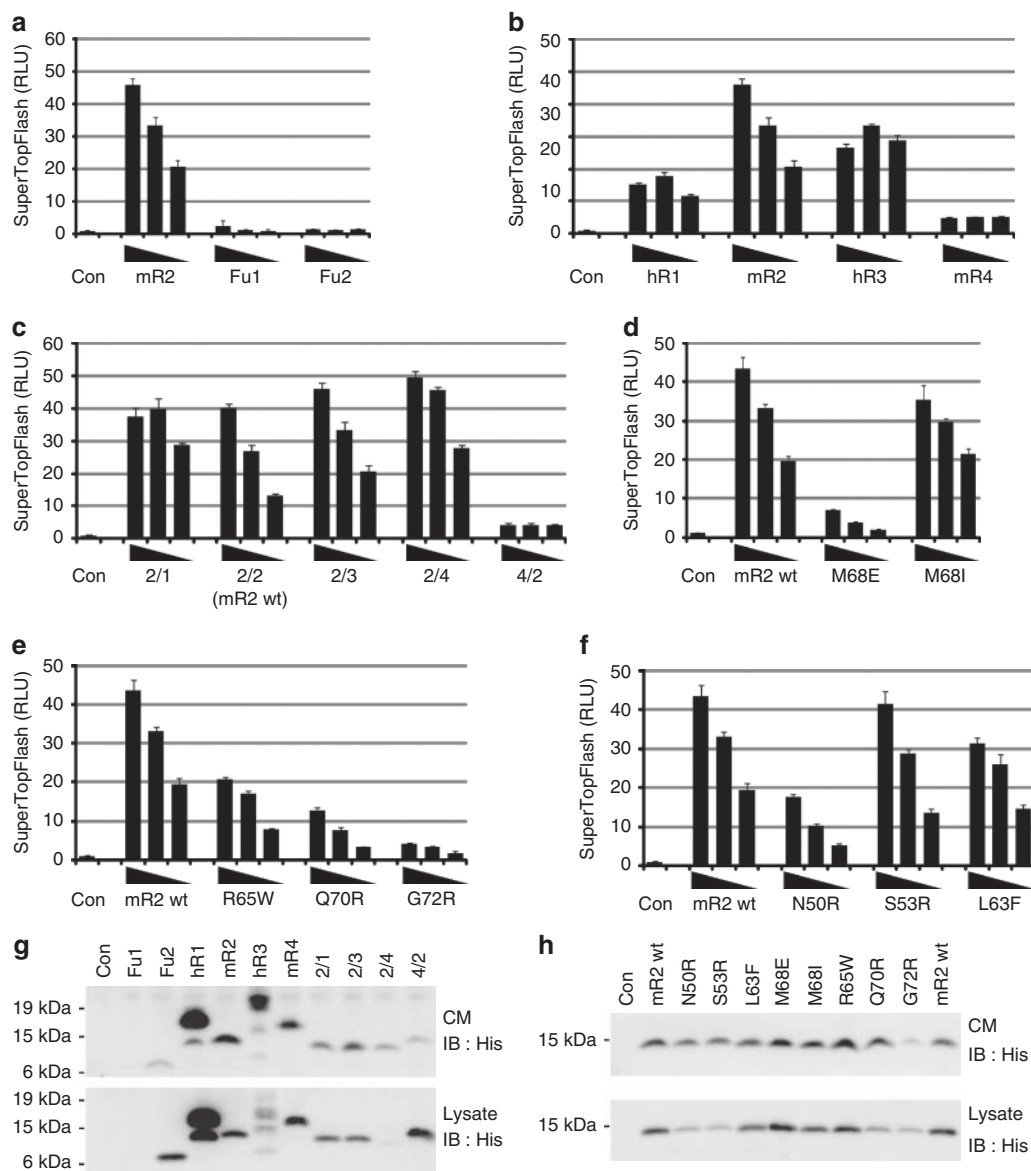 a
SuperTopFlash (RLU)
60
50
40
30
20
10
0
Con mR2 Fu1 Fu2
b
SuperTopFlash (RLU)
50
40
30
20
10
0
Con hR1 mR2 hR3 mR4
c
SuperTopFlash (RLU)
60
50
40
30
20
10
0
Con 2/1 2/2 2/3 2/4 4/2
(mR2 wt)
d
SuperTopFlash (RLU)
50
40
30
20
10
0
Con mR2 wt M68E M68I
e
SuperTopFlash (RLU)
50
40
30
20
10
0
Con mR2 wt R65W Q70R G72R
f
SuperTopFlash (RLU)
50
40
30
20
10
0
Con mR2 wt N50R S53R L63F
g
Con Fu1 Fu2 hR1 mR2 hR3 mR4 2/1 2/3 2/4 4/2
19 kDa
15 kDa
6 kDa
CM
IB : His
19 kDa
15 kDa
6 kDa
Lysate
IB : His
h
Con mR2 wt N50R S53R L63F M68E M68I R65W Q70R G72R mR2 wt
15 kDa
CM
IB : His
15 kDa
Lysate
IB : His